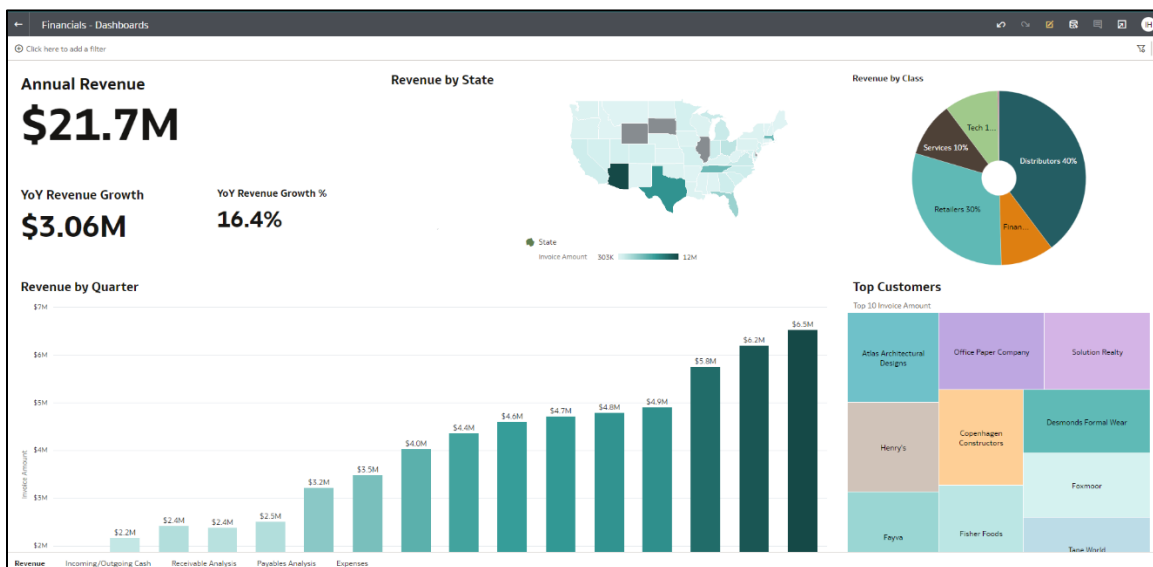 Financials - Dashboards
IH
Click here to add a filter
Annual Revenue
$21.7M
YoY Revenue Growth
$3.06M
YoY Revenue Growth %
16.4%
Revenue by State
State
Invoice Amount 303K 12M
Revenue by Class
Tech 1...
Services 10%
Distributors 40%
Retailers 30%
Finan...
Revenue by Quarter
$7M
$6M
$5M
$4M
$3M
$2M
Invoice Amount
$2.2M
$2.4M
$2.4M
$2.5M
$3.2M
$3.5M
$4.0M
$4.4M
$4.6M
$4.7M
$4.8M
$4.9M
$5.8M
$6.2M
$6.5M
Top Customers
Top 10 Invoice Amount
Atlas Architectural
Designs
Office Paper Company
Solution Realty
Henry's
Copenhagen
Constructors
Desmonds Formal Wear
Foxmoor
Fayva
Fisher Foods
Tape World
Revenue Incoming/Outgoing Cash Receivable Analysis Payables Analysis Expenses